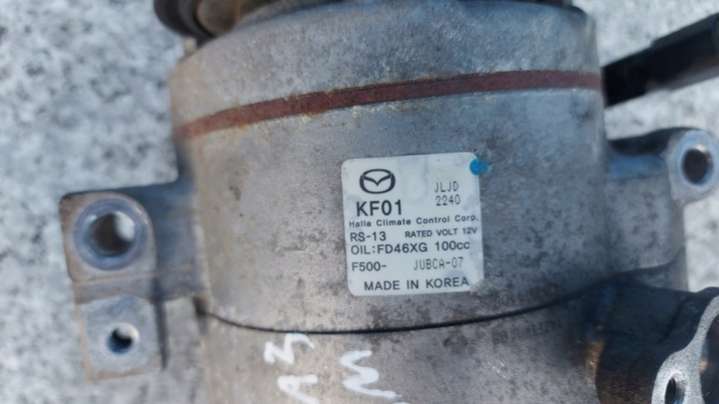 JLJD
KF01 2240
Halla Climate Control Corp.
RS-13 RATED VOLT 12V
OIL:FD46XG 100cc
F500- JUBCA-07
MADE IN KOREA